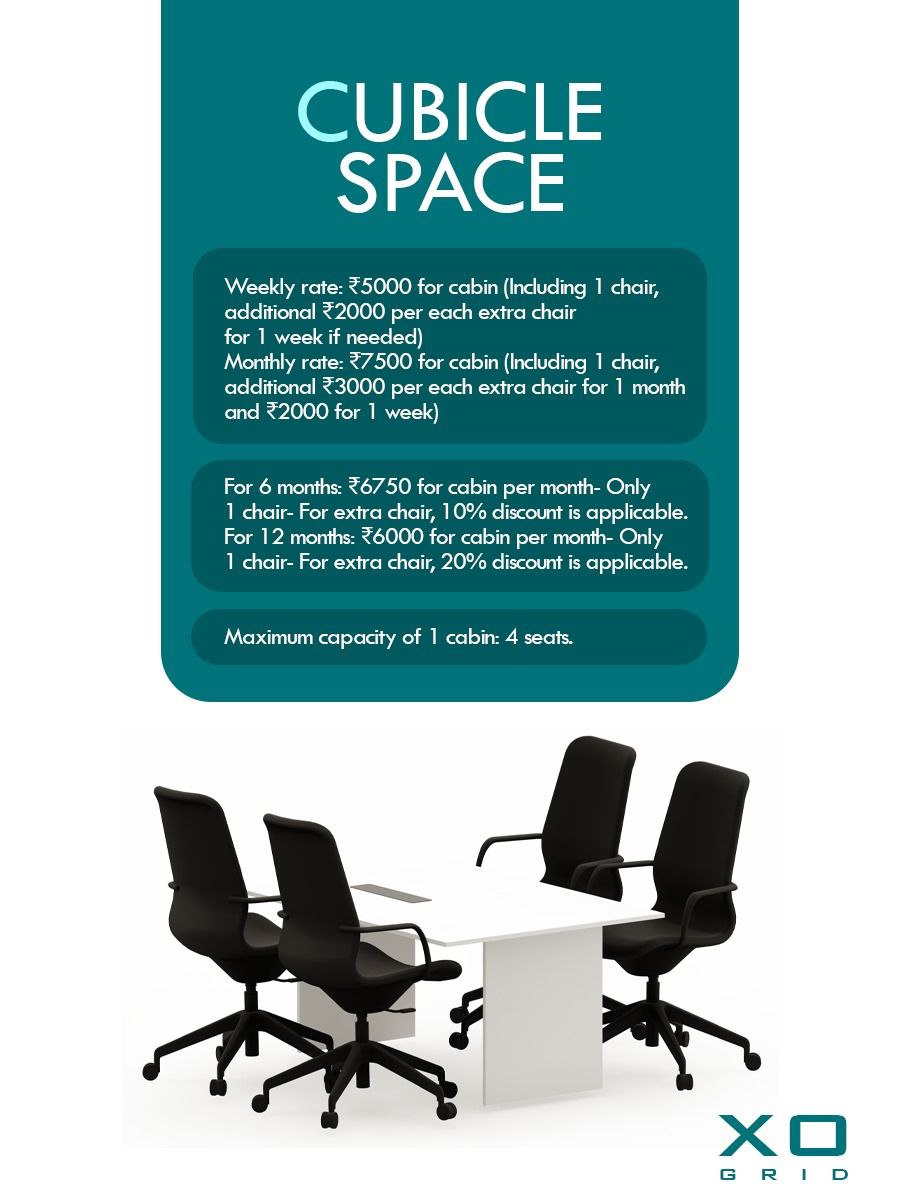 CUBICLE
SPACE
Weekly rate: ₹5000 for cabin (Including 1 chair,
additional ₹2000 per each extra chair
for 1 week if needed)
Monthly rate: ₹7500 for cabin (Including 1 chair,
additional ₹3000 per each extra chair for 1 month
and ₹2000 for 1 week)
For 6 months: ₹6750 for cabin per month- Only
1 chair- For extra chair, 10% discount is applicable.
For 12 months: ₹6000 for cabin per month- Only
1 chair- For extra chair, 20% discount is applicable.
Maximum capacity of 1 cabin: 4 seats.
XO
GRID